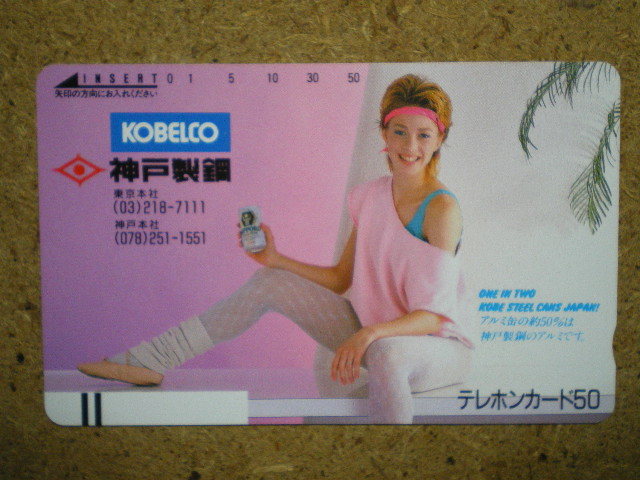 INSERT 0 1 5 10 30 50
矢印の方向にお入れください
KOBELCO
神戸製鋼
東京本社
(03)218-7111
神戸本社
(078)251-1551
ONE IN TWO
KOBE STEEL CANS JAPAN!
アルミ缶の約50%は
神戸製鋼のアルミです。
テレホンカード50